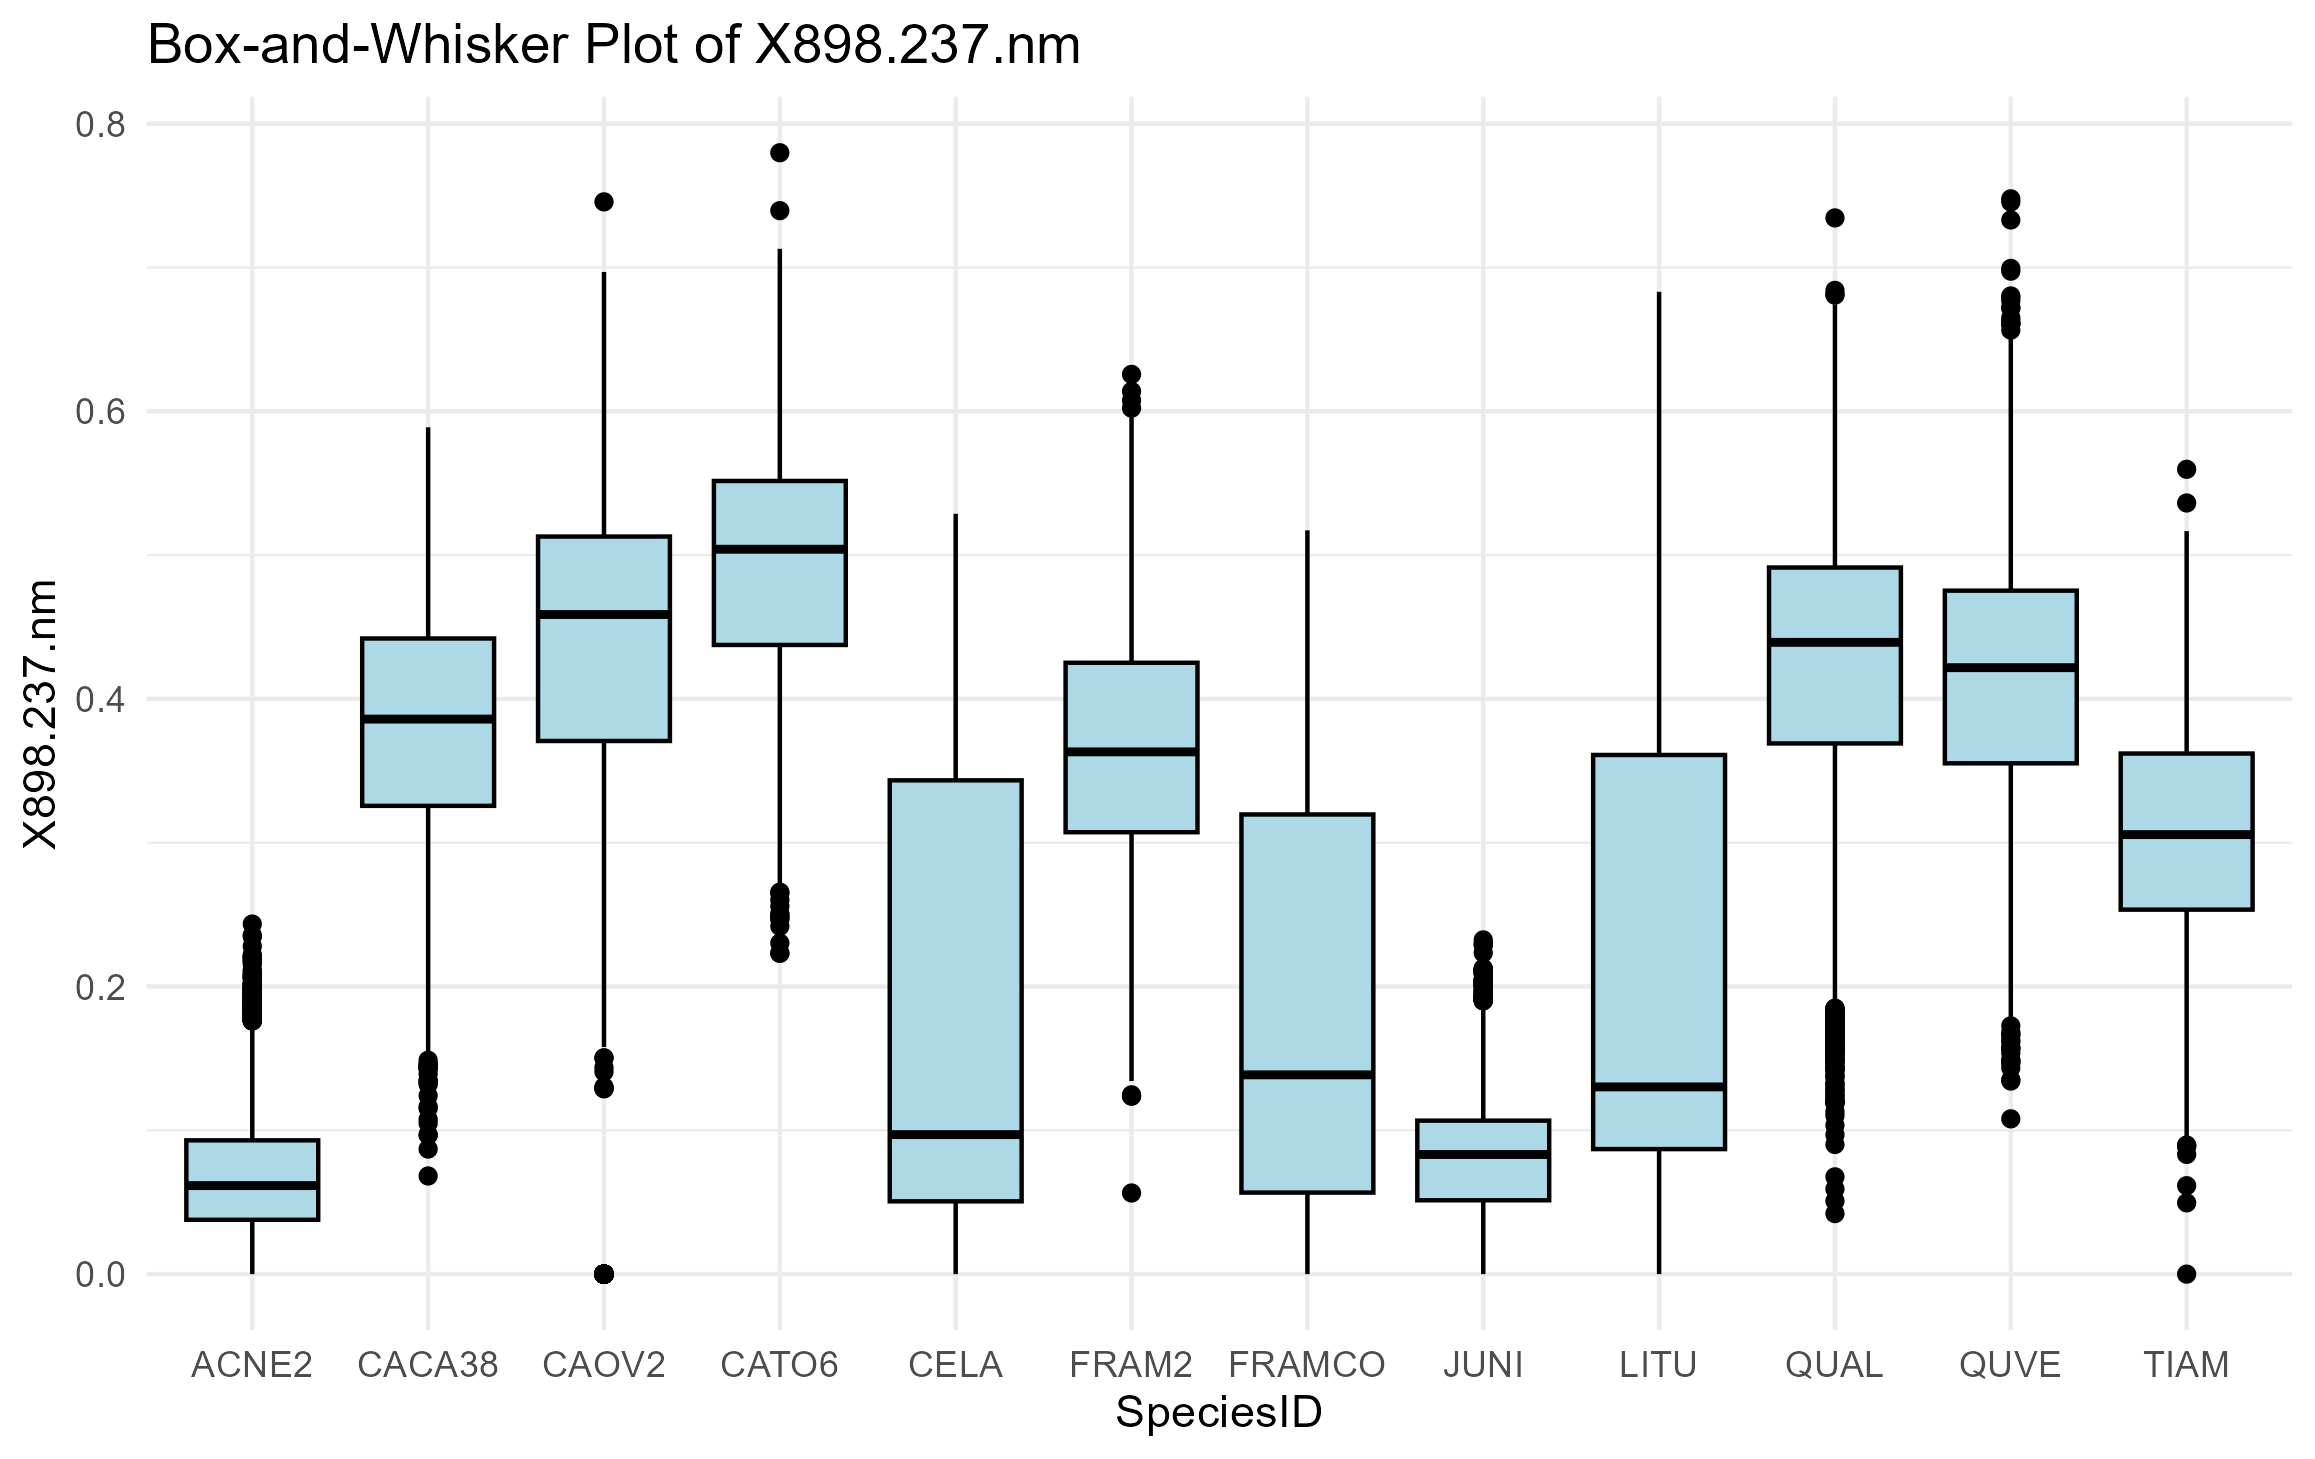 Box-and-Whisker Plot of X898.237.nm
X898.237.nm
0.8
0.6
0.4
0.2
0.0
ACNE2 CACA38 CAOV2 CATO6 CELA FRAM2 FRAMCO JUNI LITU QUAL QUVE TIAM
SpeciesID